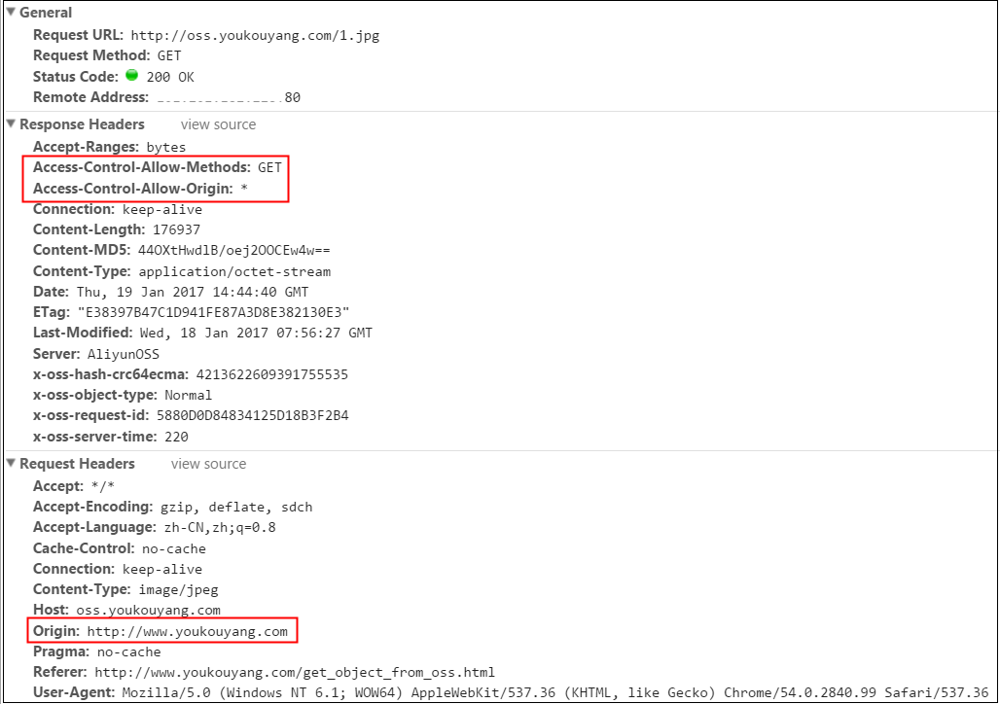 General
Request URL: http://oss.youkouyang.com/1.jpg
Request Method: GET
Status Code: 200 OK
Remote Address: 80
Response Headers view source
Accept-Ranges: bytes
Access-Control-Allow-Methods: GET
Access-Control-Allow-Origin: *
Connection: keep-alive
Content-Length: 176937
Content-MD5: 44OXtHwdlB/oej2OOCEw4w==
Content-Type: application/octet-stream
Date: Thu, 19 Jan 2017 14:44:40 GMT
ETag: "E38397B47C1D941FE87A3D8E382130E3"
Last-Modified: Wed, 18 Jan 2017 07:56:27 GMT
Server: AliyunOSS
x-oss-hash-crc64ecma: 4213622609391755535
x-oss-object-type: Normal
x-oss-request-id: 5880D0D84834125D18B3F2B4
x-oss-server-time: 220
Request Headers view source
Accept: */*
Accept-Encoding: gzip, deflate, sdch
Accept-Language: zh-CN,zh;q=0.8
Cache-Control: no-cache
Connection: keep-alive
Content-Type: image/jpeg
Host: oss.youkouyang.com
Origin: http://www.youkouyang.com
Pragma: no-cache
Referer: http://www.youkouyang.com/get_object_from_oss.html
User-Agent: Mozilla/5.0 (Windows NT 6.1; WOW64) AppleWebKit/537.36 (KHTML, like Gecko) Chrome/54.0.2840.99 Safari/537.36